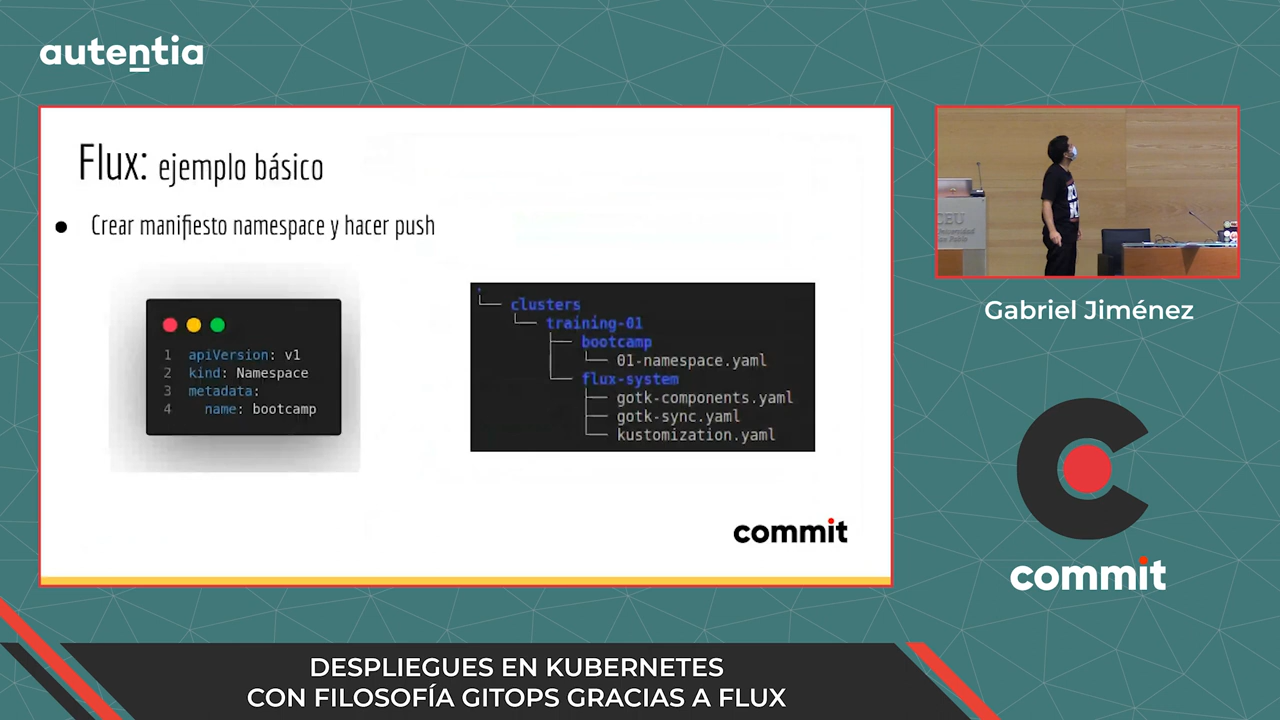 autentia
Flux: ejemplo básico
● Crear manifiesto namespace y hacer push
1 apiVersion: v1
2 kind: Namespace
3 metadata:
4 name: bootcamp
.
└── clusters
└── training-01
├── bootcamp
│ └── 01-namespace.yaml
└── flux-system
├── gotk-components.yaml
├── gotk-sync.yaml
└── kustomization.yaml
commit
CEU
Gabriel Jiménez
commit
DESPLIEGUES EN KUBERNETES
CON FILOSOFÍA GITOPS GRACIAS A FLUX